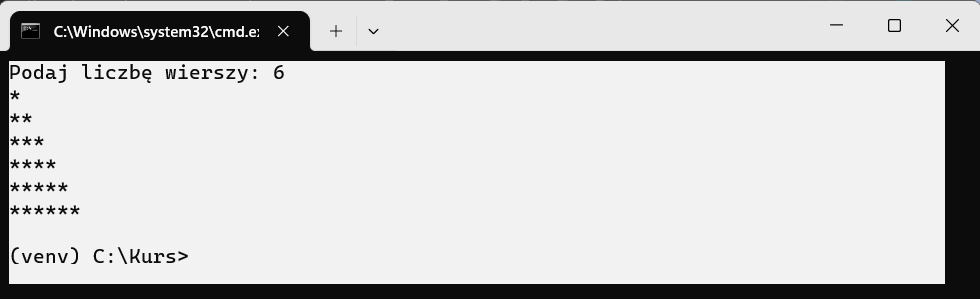 C:\Windows\system32\cmd.e
Podaj liczbę wierszy: 6
*
**
***
****
*****
******
(venv) C:\Kurs>